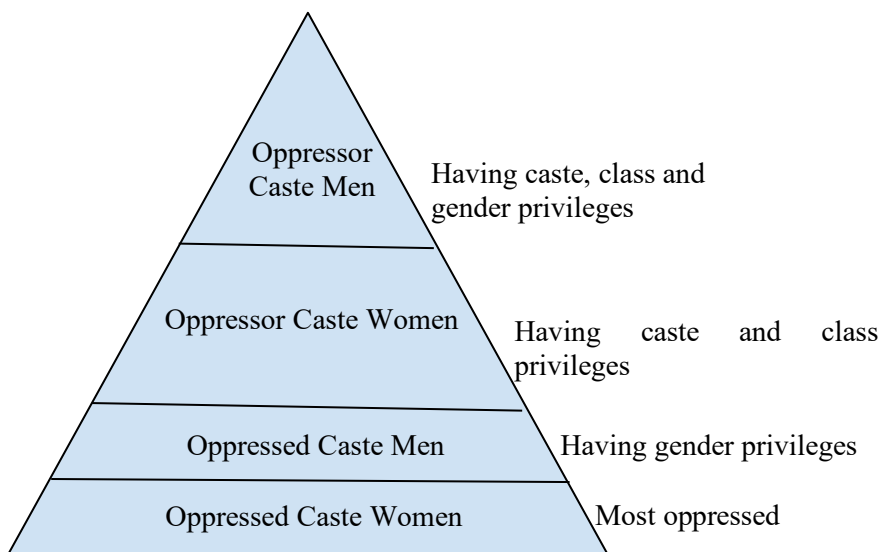 Oppressor
Caste Men
Having caste, class and
gender privileges
Oppressor Caste Women
Having caste and class
privileges
Oppressed Caste Men
Having gender privileges
Oppressed Caste Women
Most oppressed